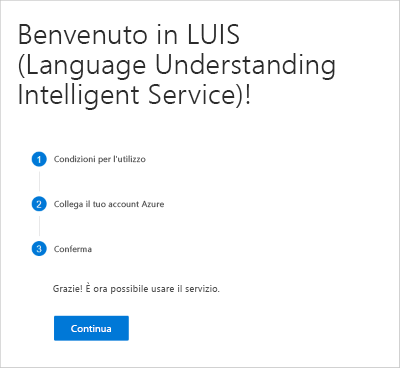 Benvenuto in LUIS
(Language Understanding
Intelligent Service)!
1 Condizioni per l'utilizzo
2 Collega il tuo account Azure
3 Conferma
Grazie! È ora possibile usare il servizio.
Continua